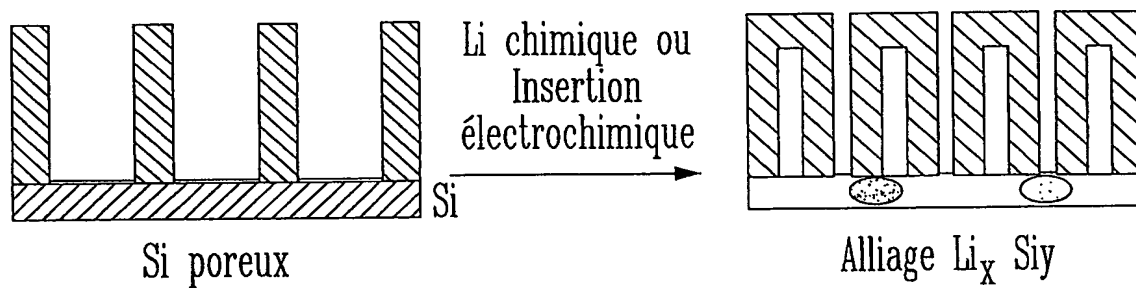 Li chimique ou
Insertion
électrochimique
Si
Si poreux
Alliage Liₓ Siy